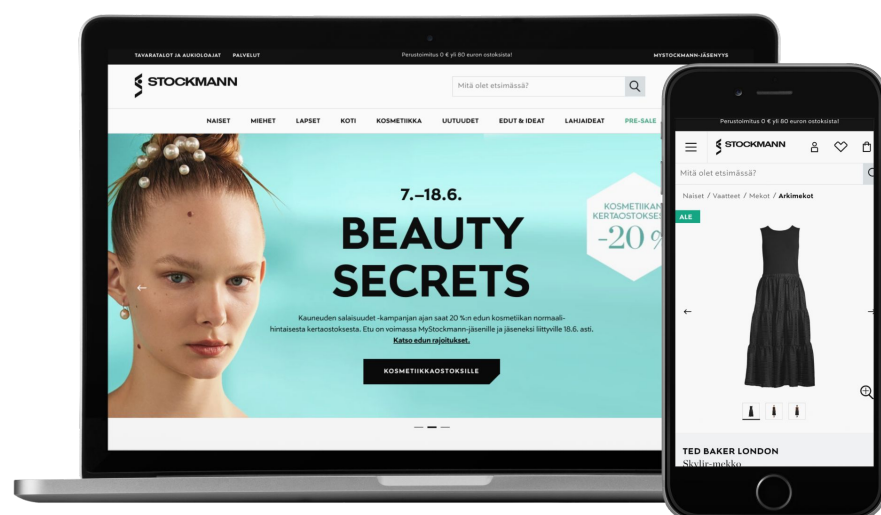 TAVARATALOT JA AUKIOLOAJAT PALVELUT
Perustoimitus 0 € yli 80 euron ostoksista!
MYSTOCKMANN-JÄSENYYS
STOCKMANN
Mitä olet etsimässä?
NAISET MIEHET LAPSET KOTI KOSMETIIKKA UUTUUDET EDUT & IDEAT LAHJAIDEAT PRE-SALE
7.–18.6.
BEAUTY
SECRETS
KOSMETIIKAN
KERTAOSTOKSES
-20 %
Kauneuden salaisuudet -kampanjan ajan saat 20 %:n edun kosmetiikan normaali-
hintaisesta kertaostoksesta. Etu on voimassa MyStockmann-jäsenille ja jäseneksi liittyville 18.6. asti.
Katso edun rajoitukset.
KOSMETIIKKAOSTOKSILLE
Perustoimitus 0 € yli 80 euron ostoksista!
STOCKMANN
Mitä olet etsimässä?
Naiset / Vaatteet / Mekot / Arkimekot
ALE
TED BAKER LONDON
Skylir-mekko